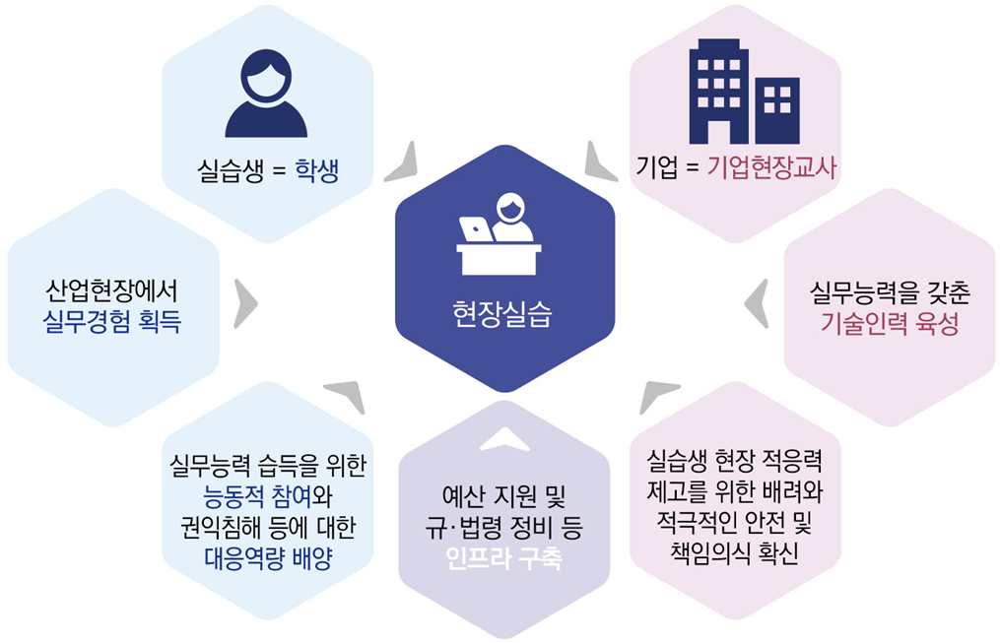 실습생 = 학생
기업 = 기업현장교사
산업현장에서
실무경험 획득
현장실습
실무능력을 갖춘
기술인력 육성
실무능력 습득을 위한
능동적 참여와
권익침해 등에 대한
대응역량 배양
예산 지원 및
규·법령 정비 등
인프라 구축
실습생 현장 적응력
제고를 위한 배려와
적극적인 안전 및
책임의식 확신